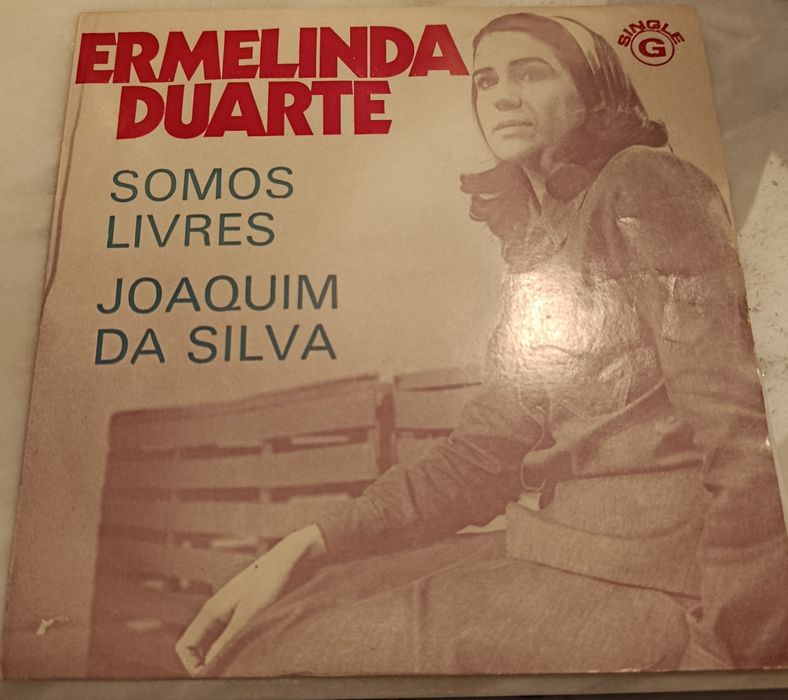 ERMELINDA
DUARTE
SINGLE
G
SOMOS
LIVRES
JOAQUIM
DA SILVA